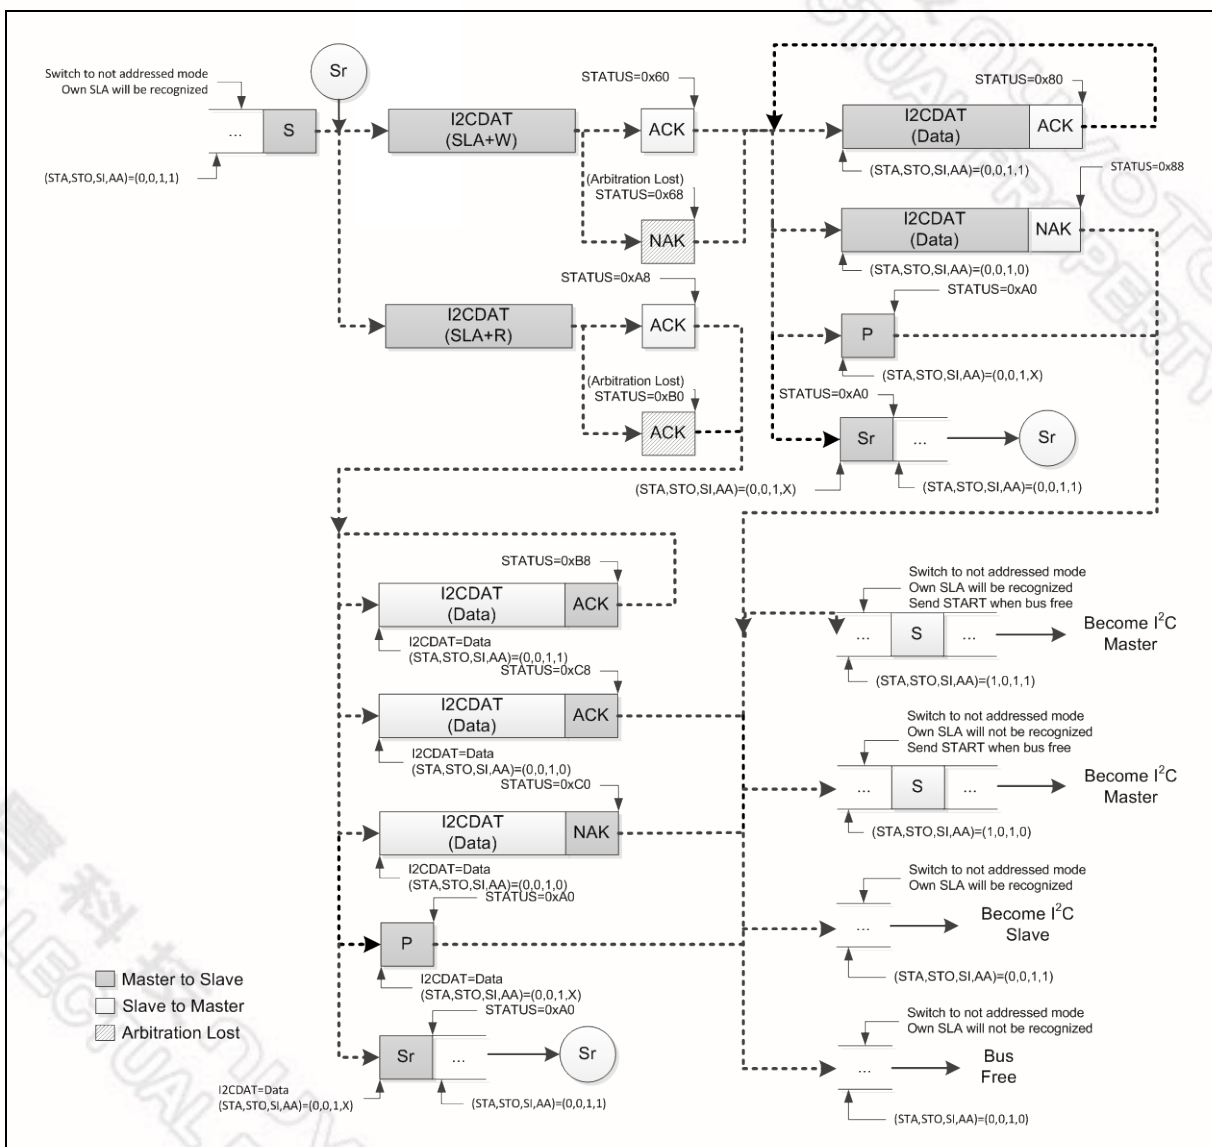 Switch to not addressed mode
Own SLA will be recognized
Sr
...
S
(STA,STO,SI,AA)=(0,0,1,1)
I2CDAT
(SLA+W)
STATUS=0x60
ACK
(Arbitration Lost)
STATUS=0x68
NAK
I2CDAT
(SLA+R)
STATUS=0xA8
ACK
(Arbitration Lost)
STATUS=0xB0
ACK
STATUS=0x80
I2CDAT
(Data)
ACK
(STA,STO,SI,AA)=(0,0,1,1)
STATUS=0x88
I2CDAT
(Data)
NAK
(STA,STO,SI,AA)=(0,0,1,0)
STATUS=0xA0
P
(STA,STO,SI,AA)=(0,0,1,X)
STATUS=0xA0
Sr
...
Sr
(STA,STO,SI,AA)=(0,0,1,X)
(STA,STO,SI,AA)=(0,0,1,1)
STATUS=0xB8
I2CDAT
(Data)
ACK
I2CDAT=Data
(STA,STO,SI,AA)=(0,0,1,1)
STATUS=0xC8
I2CDAT
(Data)
ACK
I2CDAT=Data
(STA,STO,SI,AA)=(0,0,1,0)
STATUS=0xC0
I2CDAT
(Data)
NAK
I2CDAT=Data
(STA,STO,SI,AA)=(0,0,1,0)
STATUS=0xA0
P
I2CDAT=Data
(STA,STO,SI,AA)=(0,0,1,X)
STATUS=0xA0
Sr
...
Sr
I2CDAT=Data
(STA,STO,SI,AA)=(0,0,1,X)
(STA,STO,SI,AA)=(0,0,1,1)
Switch to not addressed mode
Own SLA will be recognized
Send START when bus free
...
S
...
Become I²C
Master
(STA,STO,SI,AA)=(1,0,1,1)
Switch to not addressed mode
Own SLA will not be recognized
Send START when bus free
...
S
...
Become I²C
Master
(STA,STO,SI,AA)=(1,0,1,0)
Switch to not addressed mode
Own SLA will be recognized
...
Become I²C
Slave
(STA,STO,SI,AA)=(0,0,1,1)
Switch to not addressed mode
Own SLA will not be recognized
...
Bus
Free
(STA,STO,SI,AA)=(0,0,1,0)
Master to Slave
Slave to Master
Arbitration Lost